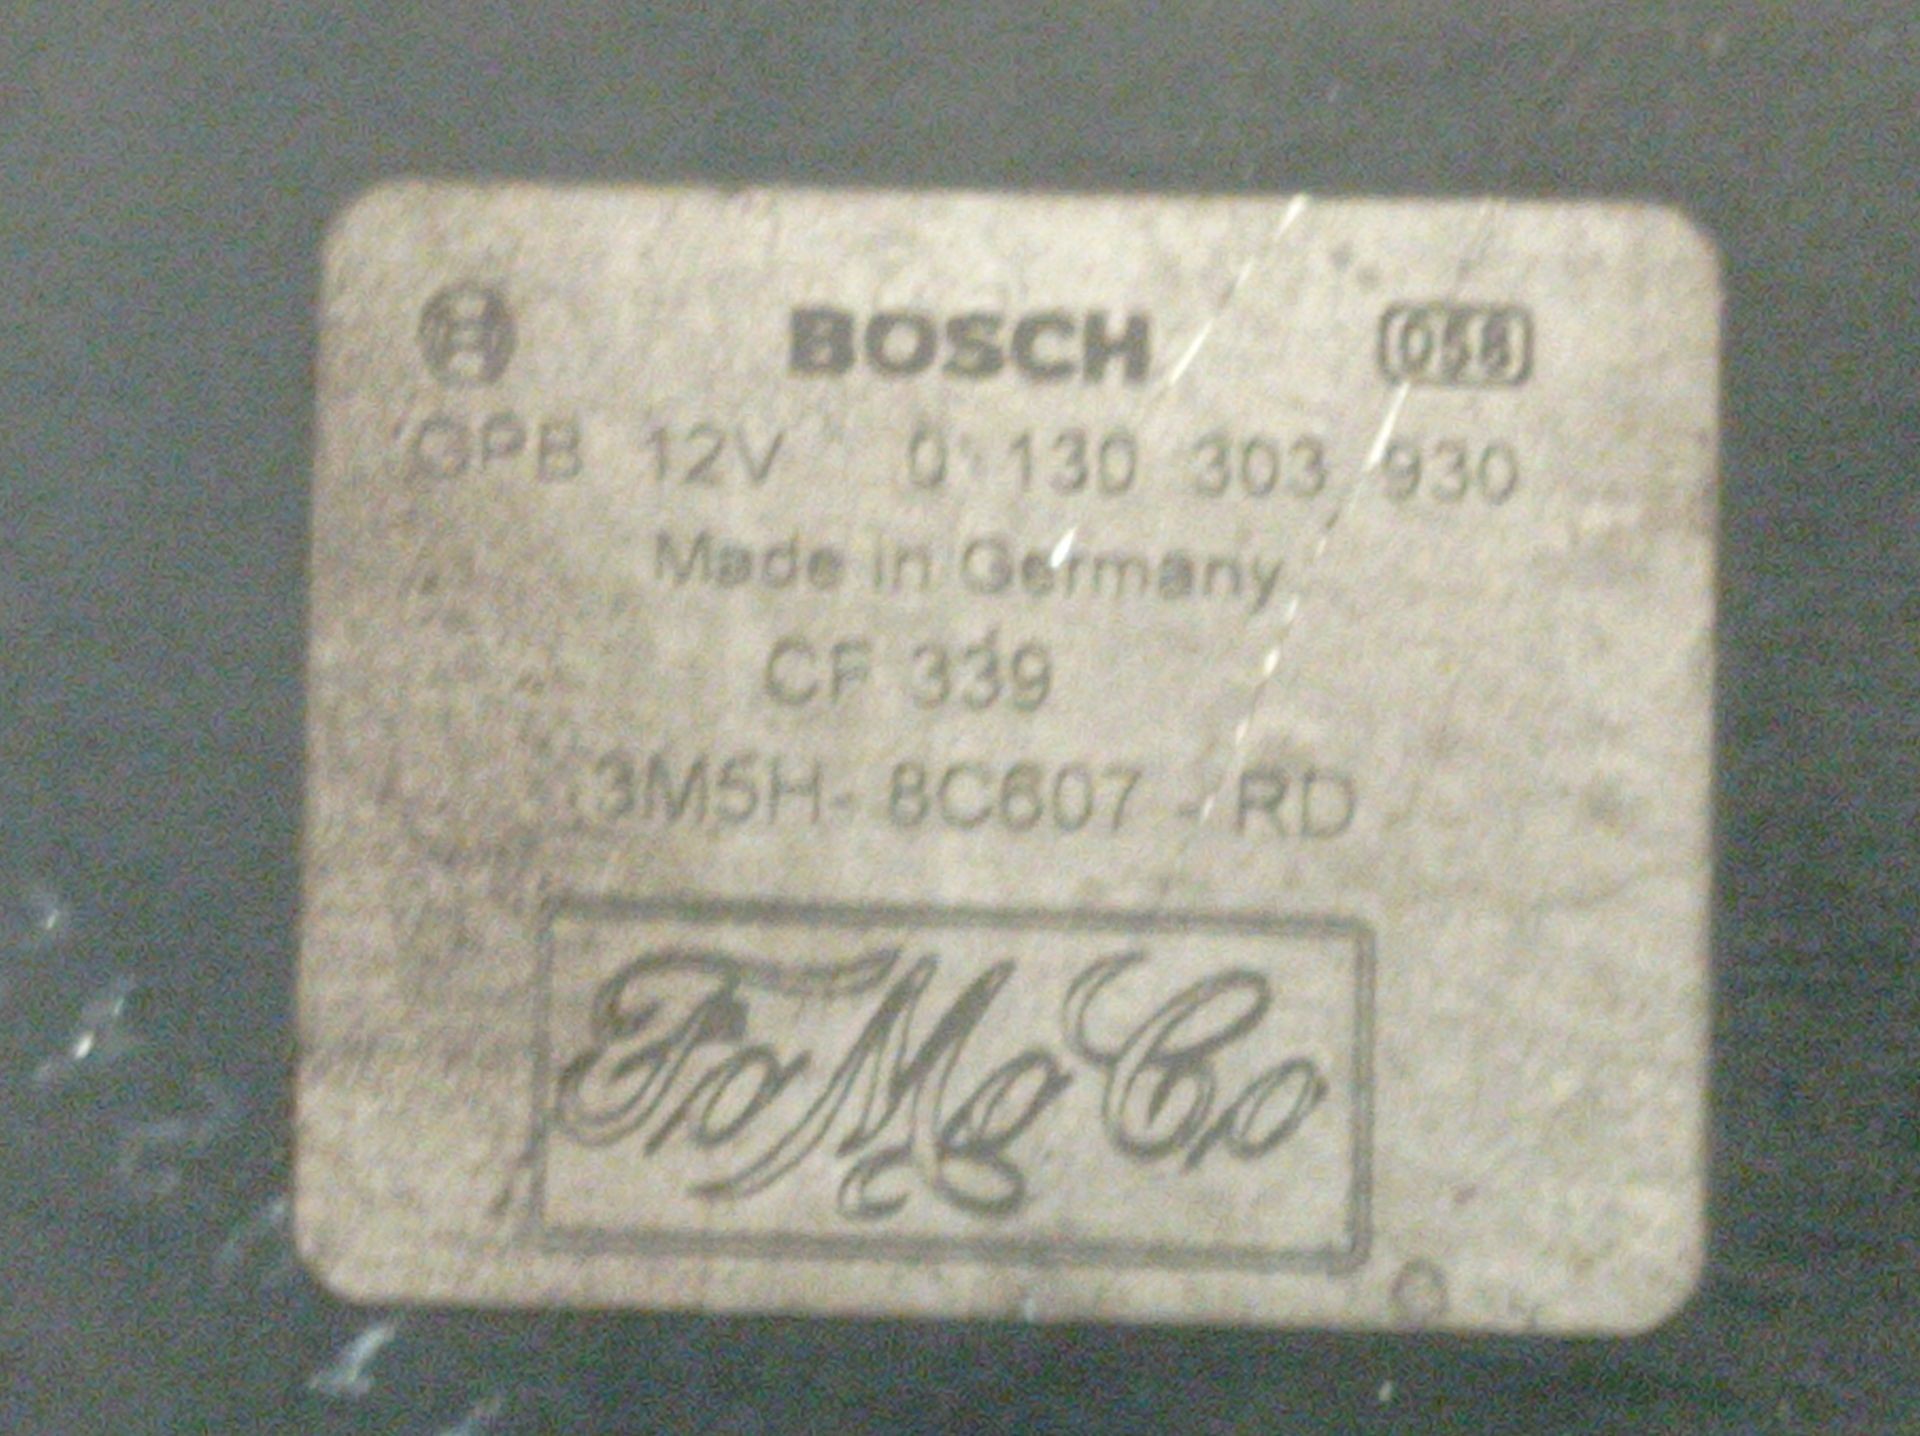 BOSCH 058
GPB 12V 0 130 303 930
Made in Germany
CF 339
3M5H- 8C607 - RD
FoMoCo